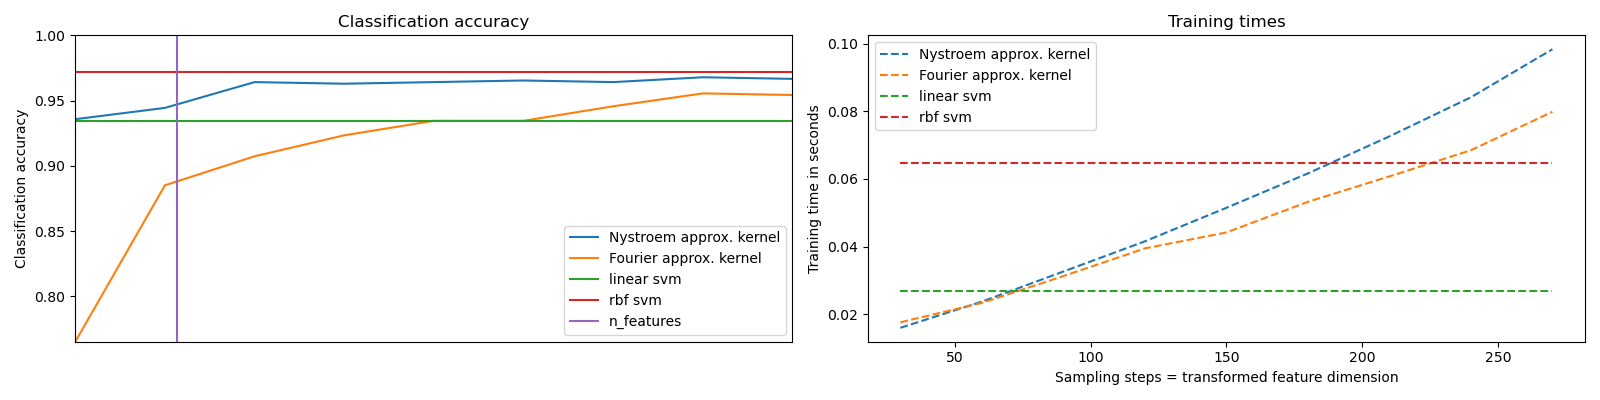 Classification accuracy
Classification accuracy
1.00
0.95
0.90
0.85
0.80
Nystroem approx. kernel
Fourier approx. kernel
linear svm
rbf svm
n_features
Training times
Training time in seconds
0.10
0.08
0.06
0.04
0.02
Nystroem approx. kernel
Fourier approx. kernel
linear svm
rbf svm
50 100 150 200 250
Sampling steps = transformed feature dimension